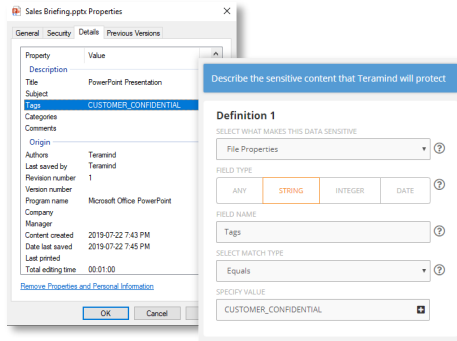 Sales Briefing.pptx Properties
General Security Details Previous Versions
Property Value
Description
Title PowerPoint Presentation
Subject
Tags CUSTOMER_CONFIDENTIAL
Categories
Comments
Origin
Authors Teramind
Last saved by Teramind
Revision number 1
Version number
Program name Microsoft Office PowerPoint
Company
Manager
Content created 2019-07-22 7:43 PM
Date last saved 2019-07-22 7:45 PM
Last printed
Total editing time 00:01:00
Remove Properties and Personal Information
OK Cancel
Describe the sensitive content that Teramind will protect
Definition 1
SELECT WHAT MAKES THIS DATA SENSITIVE
File Properties
FIELD TYPE
ANY STRING INTEGER DATE
FIELD NAME
Tags
SELECT MATCH TYPE
Equals
SPECIFY VALUE
CUSTOMER_CONFIDENTIAL